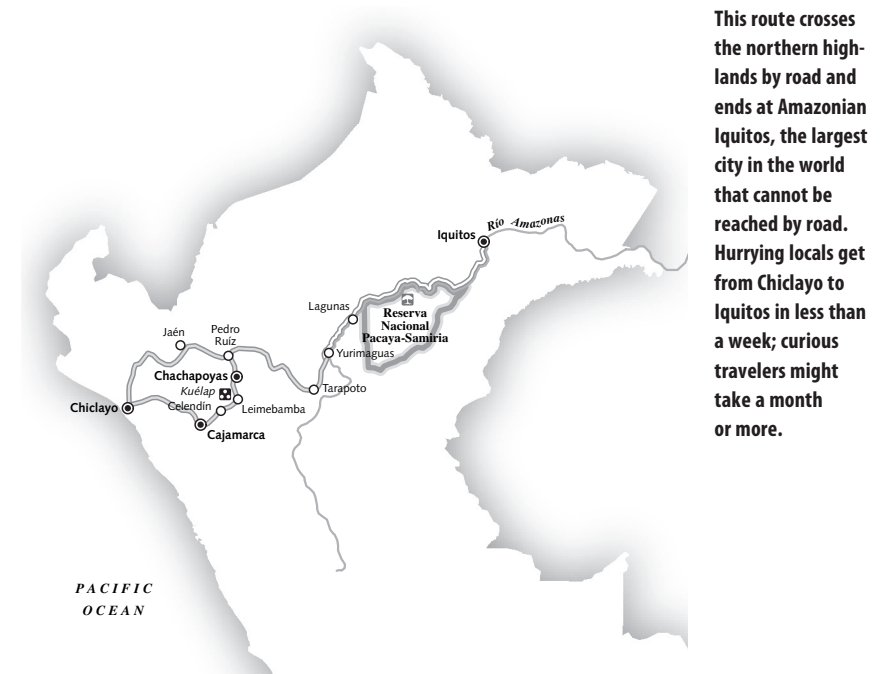 This route crosses
the northern high-
lands by road and
ends at Amazonian
Iquitos, the largest
city in the world
that cannot be
reached by road.
Hurrying locals get
from Chiclayo to
Iquitos in less than
a week; curious
travelers might
take a month
or more.
Río Amazonas
Iquitos
Lagunas
Reserva
Nacional
Pacaya-Samiria
Jaén
Pedro
Ruíz
Yurimaguas
Chachapoyas
Tarapoto
Kuélap
Celendín
Leimebamba
Chiclayo
Cajamarca
PACIFIC
OCEAN